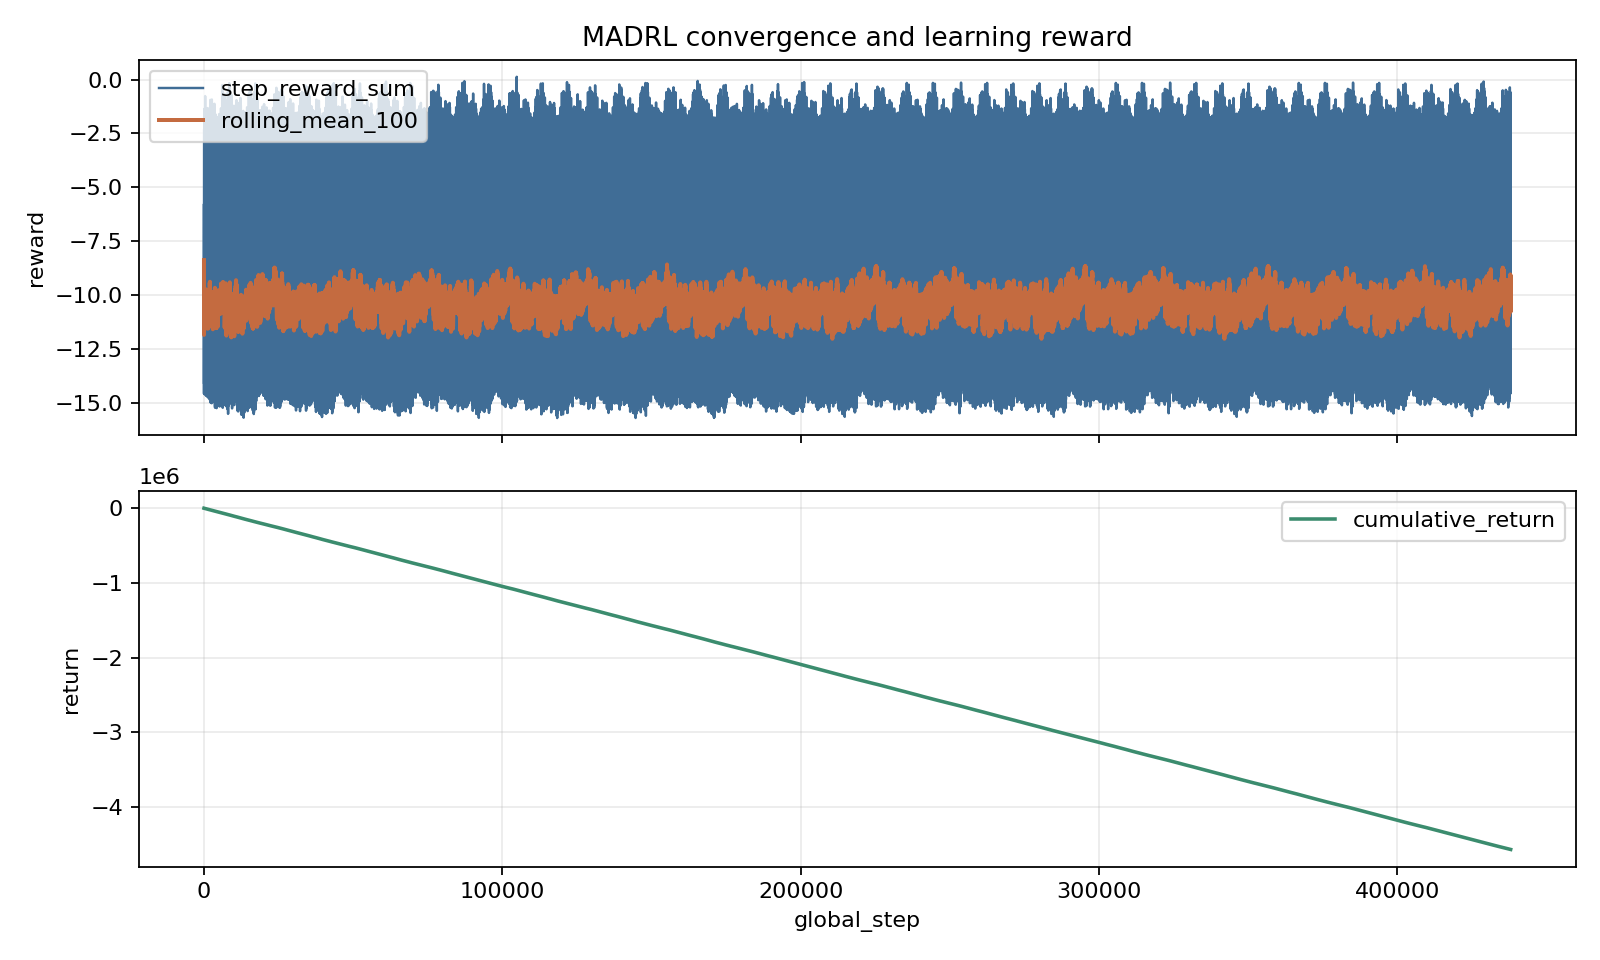 MADRL convergence and learning reward
step_reward_sum
rolling_mean_100
reward
0.0
−2.5
−5.0
−7.5
−10.0
−12.5
−15.0
1e6
cumulative_return
return
0
−1
−2
−3
−4
0
100000
200000
300000
400000
global_step